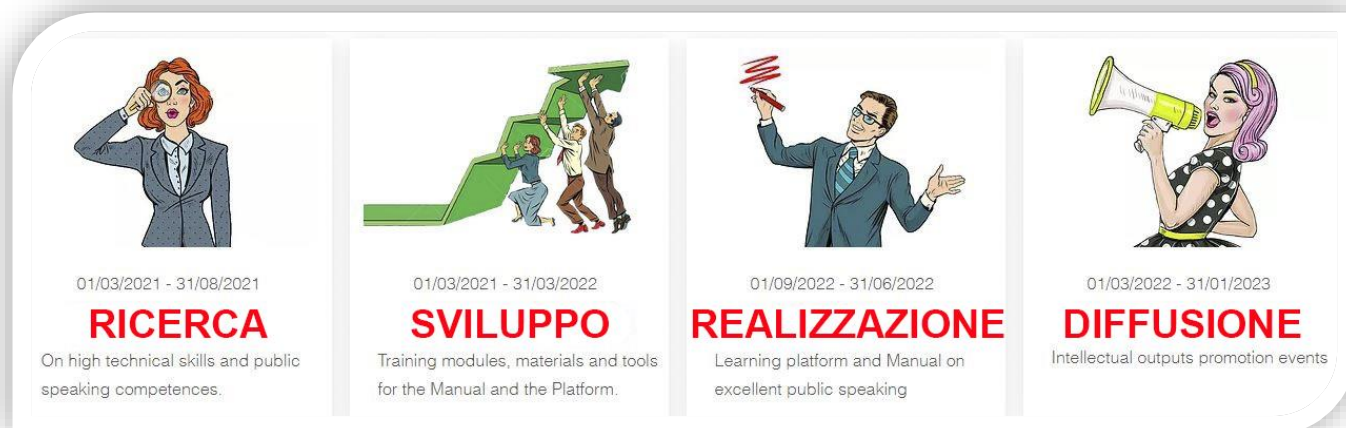 01/03/2021 - 31/08/2021
RICERCA
On high technical skills and public
speaking competences.
01/03/2021 - 31/03/2022
SVILUPPO
Training modules, materials and tools
for the Manual and the Platform.
01/09/2022 - 31/06/2022
REALIZZAZIONE
Learning platform and Manual on
excellent public speaking
01/03/2022 - 31/01/2023
DIFFUSIONE
Intellectual outputs promotion events